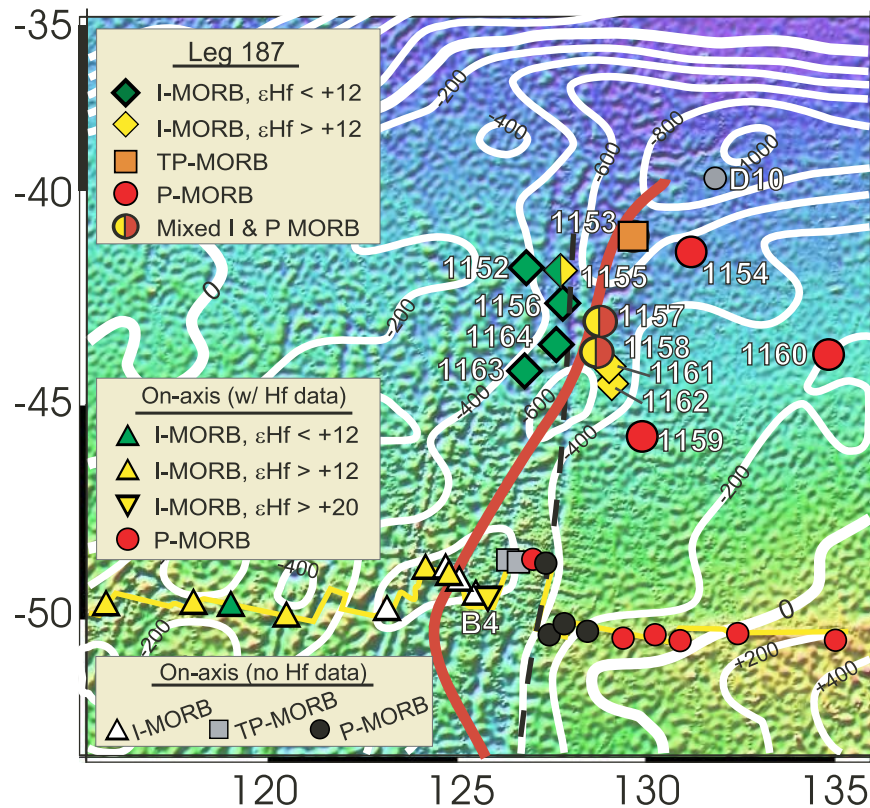 -35
-40
-45
-50
120
125
130
135
Leg 187
I-MORB, εHf < +12
I-MORB, εHf > +12
TP-MORB
P-MORB
Mixed I & P MORB
On-axis (w/ Hf data)
I-MORB, εHf < +12
I-MORB, εHf > +12
I-MORB, εHf > +20
P-MORB
On-axis (no Hf data)
I-MORB
TP-MORB
P-MORB
-200
-400
-600
-800
-1000
D10
1153
1152
1155
1154
1156
1157
1164
1158
1163
1161
1162
1160
1159
0
-200
-400
-600
-400
-200
-400
-200
B4
0
+200
+400